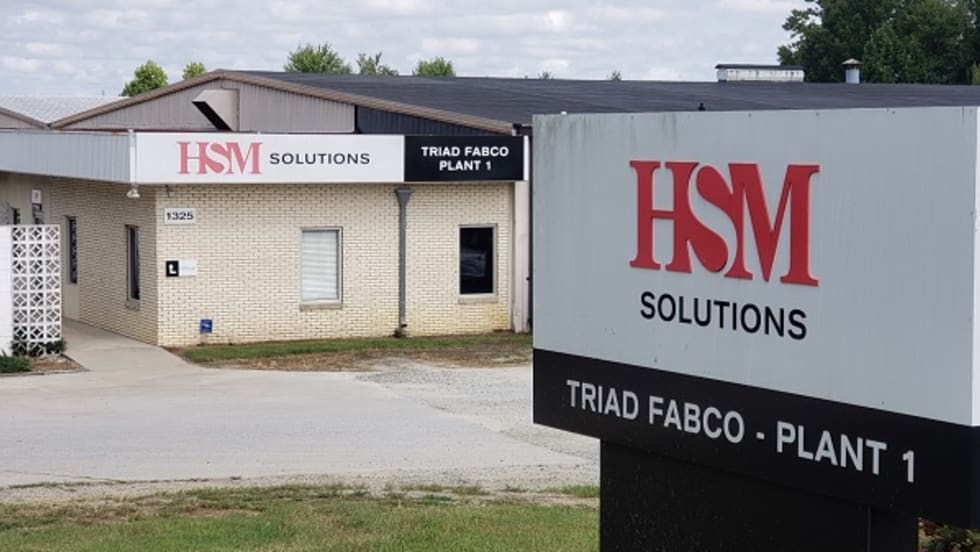 HSM SOLUTIONS
TRIAD FABCO
PLANT 1
1325
HSM
SOLUTIONS
TRIAD FABCO - PLANT 1